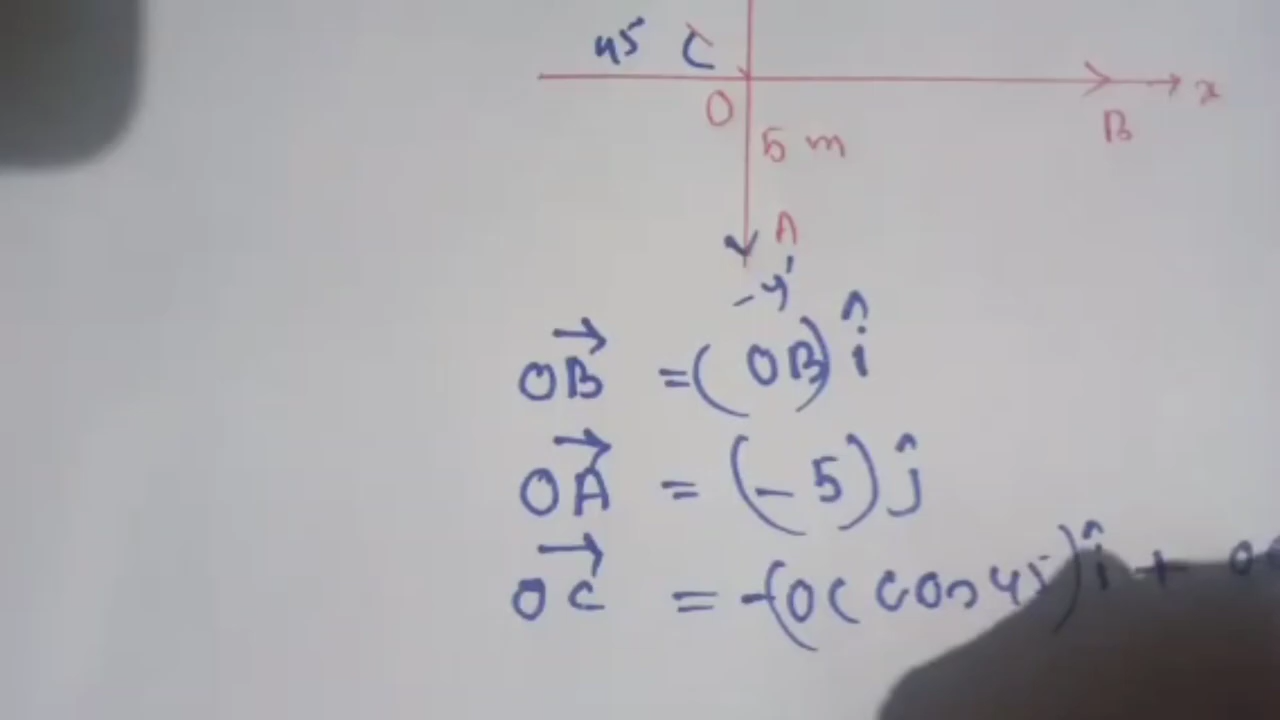 45 C
O
x
B
5 m
A
-y
→OB = (OB) î
→OA = (-5) ĵ
→OC = -(OC cos 45) î + O